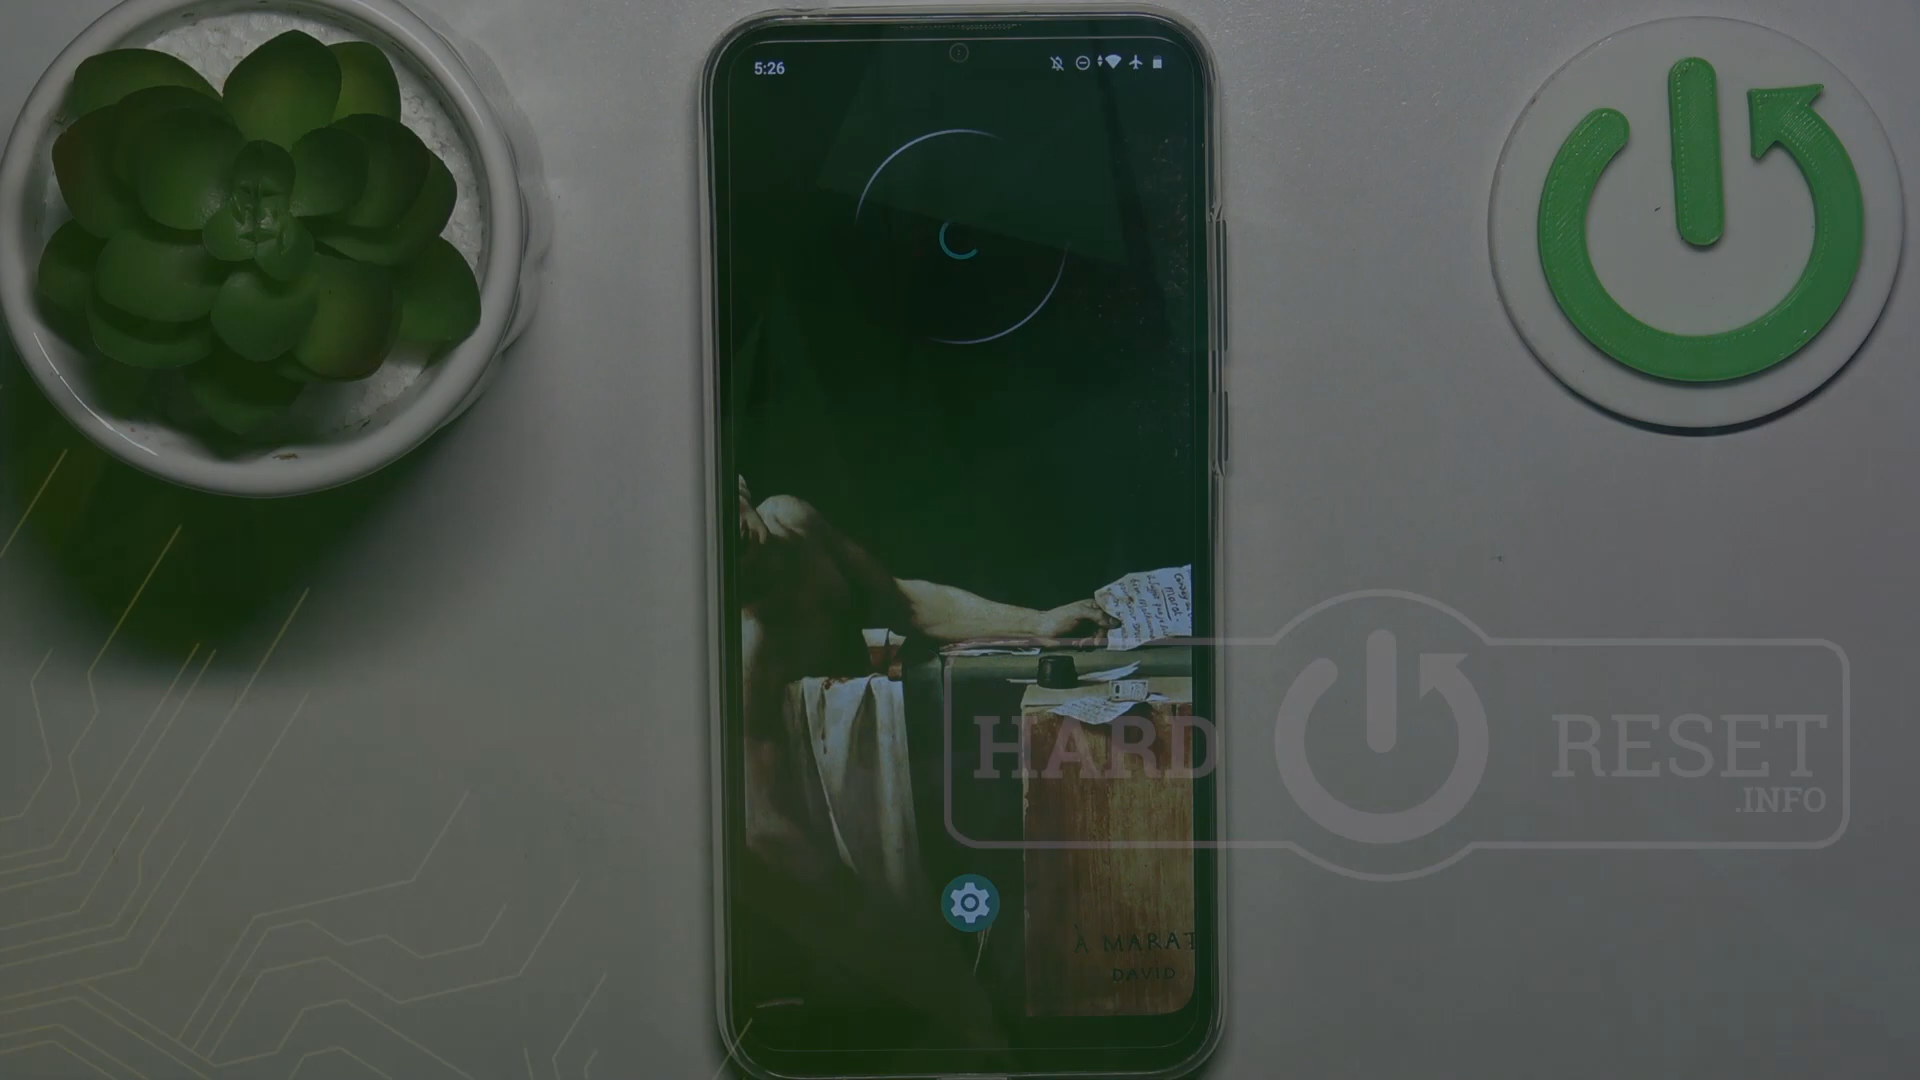 5:26
HARD RESET
.INFO
À MARAT
DAVID